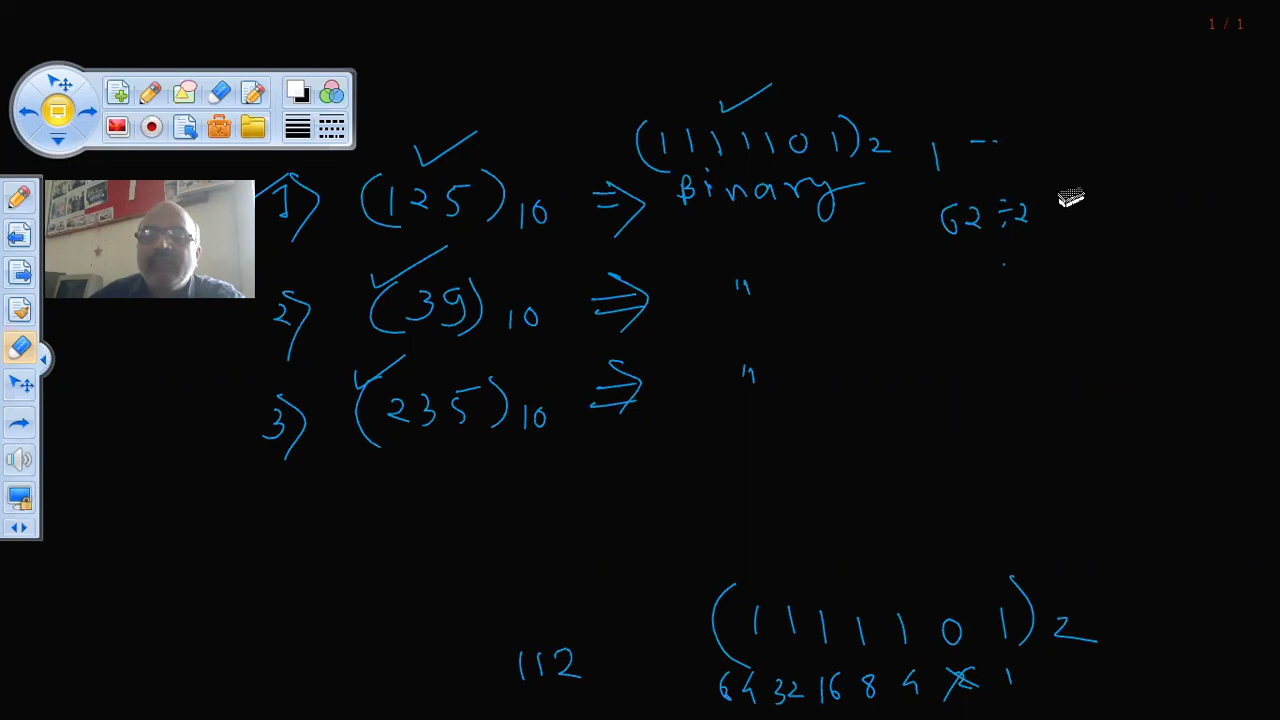 1 / 1
(1111101)2
1) (125)10 ⇒ Binary
62 ÷2
2) (39)10 ⇒ "
3) (235)10 ⇒ "
(1111101)2
112
64 32 16 8 4 2 1